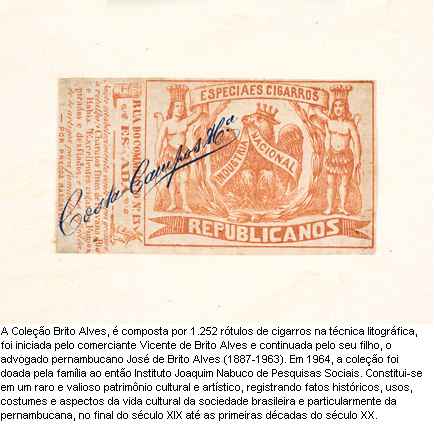 ESPECIAES CIGARROS
INDUSTRIA NACIONAL
REPUBLICANOS
Costa Campos & Ca
RUA DO COMMERCIO
A Coleção Brito Alves, é composta por 1.252 rótulos de cigarros na técnica litográfica,
foi iniciada pelo comerciante Vicente de Brito Alves e continuada pelo seu filho, o
advogado pernambucano José de Brito Alves (1887-1963). Em 1964, a coleção foi
doada pela família ao então Instituto Joaquim Nabuco de Pesquisas Sociais. Constitui-se
em um raro e valioso patrimônio cultural e artístico, registrando fatos históricos, usos,
costumes e aspectos da vida cultural da sociedade brasileira e particularmente da
pernambucana, no final do século XIX até as primeiras décadas do século XX.